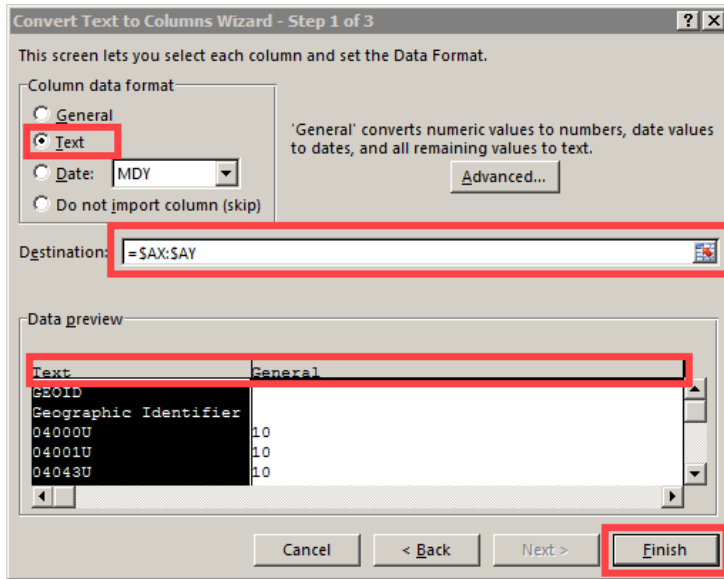 Convert Text to Columns Wizard - Step 1 of 3
This screen lets you select each column and set the Data Format.
Column data format
General
Text
Date: MDY
Do not import column (skip)
'General' converts numeric values to numbers, date values
to dates, and all remaining values to text.
Advanced...
Destination: =$AX:$AY
Data preview
Text General
GEOID
Geographic Identifier
04000U 10
04001U 10
04043U 10
Cancel < Back Next > Finish